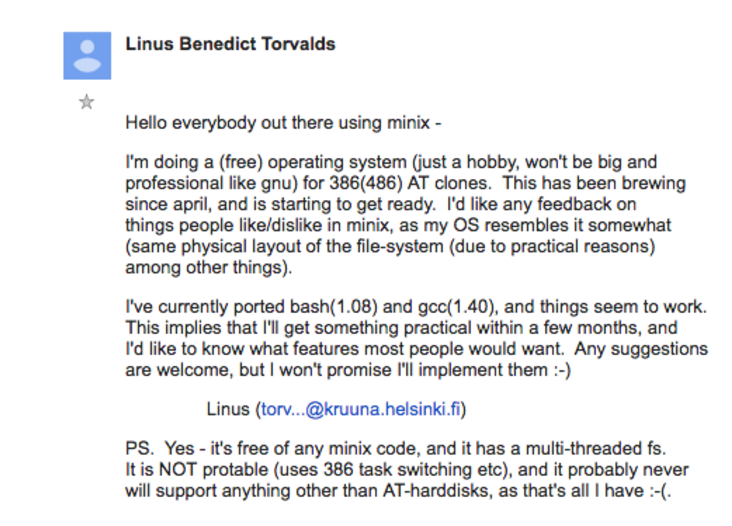 Linus Benedict Torvalds
Hello everybody out there using minix -
I'm doing a (free) operating system (just a hobby, won't be big and
professional like gnu) for 386(486) AT clones.  This has been brewing
since april, and is starting to get ready.  I'd like any feedback on
things people like/dislike in minix, as my OS resembles it somewhat
(same physical layout of the file-system (due to practical reasons)
among other things).
I've currently ported bash(1.08) and gcc(1.40), and things seem to work.
This implies that I'll get something practical within a few months, and
I'd like to know what features most people would want.  Any suggestions
are welcome, but I won't promise I'll implement them :-)
Linus (torv...@kruuna.helsinki.fi)
PS.  Yes - it's free of any minix code, and it has a multi-threaded fs.
It is NOT protable (uses 386 task switching etc), and it probably never
will support anything other than AT-harddisks, as that's all I have :-(.